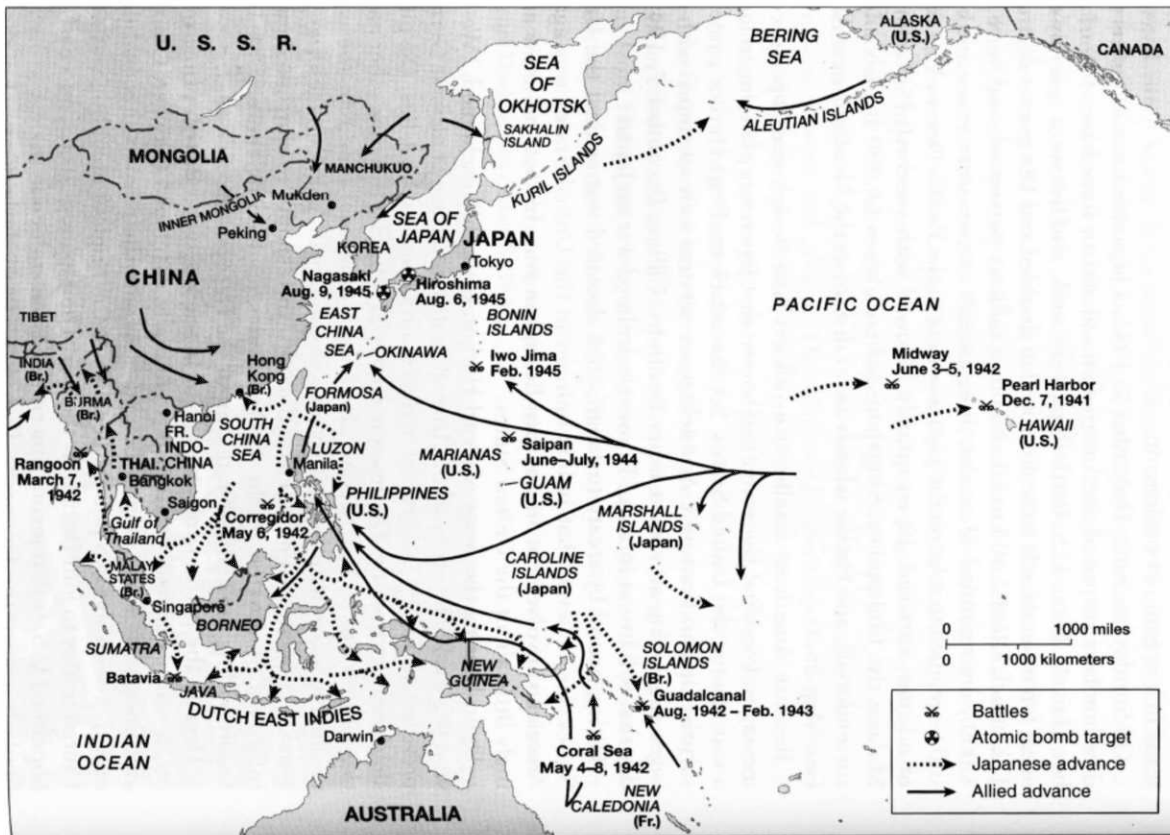 U. S. S. R.
SEA
OF
OKHOTSK
BERING
SEA
ALASKA
(U.S.)
CANADA
ALEUTIAN ISLANDS
SAKHALIN
ISLAND
KURIL ISLANDS
MONGOLIA
MANCHUKUO
Mukden
INNER MONGOLIA
Peking
SEA OF
JAPAN
JAPAN
KOREA
Tokyo
CHINA
Nagasaki
Aug. 9, 1945
Hiroshima
Aug. 6, 1945
PACIFIC OCEAN
TIBET
EAST
CHINA
SEA
OKINAWA
BONIN
ISLANDS
Iwo Jima
Feb. 1945
Midway
June 3–5, 1942
Pearl Harbor
Dec. 7, 1941
HAWAII
(U.S.)
INDIA
(Br.)
BURMA
(Br.)
Hong
Kong
(Br.)
FORMOSA
(Japan)
Hanoi
FR.
INDO-
CHINA
SOUTH
CHINA
SEA
LUZON
Manila
MARIANAS
(U.S.)
Saipan
June–July, 1944
GUAM
(U.S.)
Rangoon
March 7,
1942
THAI.
Bangkok
Saigon
Corregidor
May 6, 1942
PHILIPPINES
(U.S.)
MARSHALL
ISLANDS
(Japan)
Gulf of
Thailand
CAROLINE
ISLANDS
(Japan)
MALAY
STATES
(Br.)
Singapore
BORNEO
SUMATRA
Batavia
JAVA
DUTCH EAST INDIES
NEW
GUINEA
SOLOMON
ISLANDS
(Br.)
Guadalcanal
Aug. 1942 – Feb. 1943
0 1000 miles
0 1000 kilometers
INDIAN
OCEAN
Darwin
Coral Sea
May 4–8, 1942
NEW
CALEDONIA
(Fr.)
AUSTRALIA
Battles
Atomic bomb target
Japanese advance
Allied advance